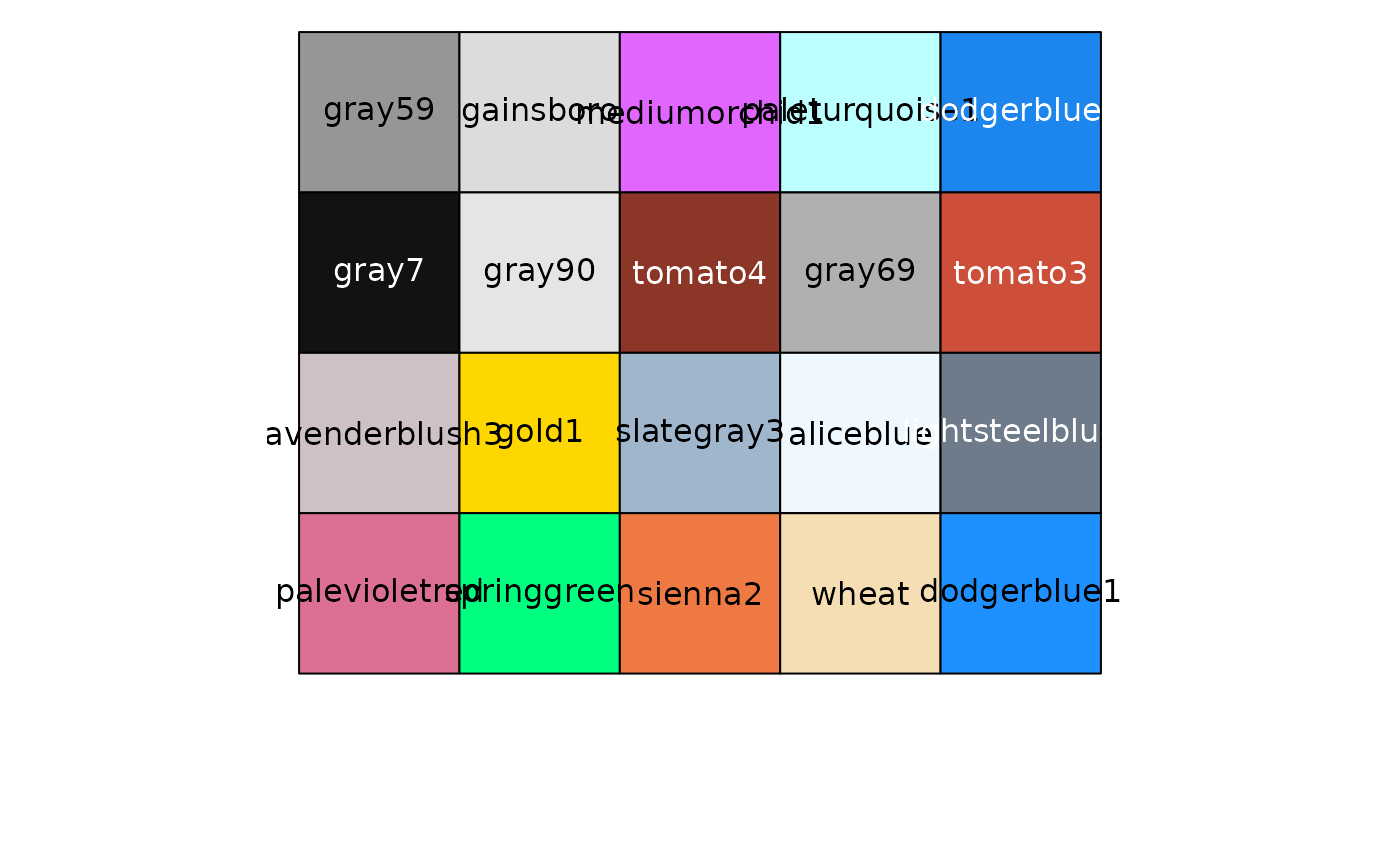 gray59 gainsboro mediumorchid1 paleturquoise1 dodgerblue
gray7 gray90 tomato4 gray69 tomato3
avenderblush3 gold1 slategray3 aliceblue ghtsteelblu
palevioletred springgreen sienna2 wheat dodgerblue1